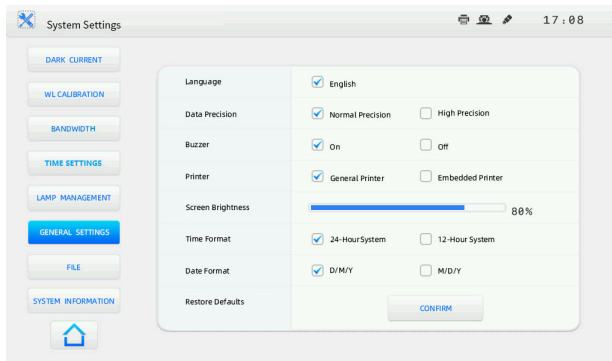 System Settings
17:08
DARK CURRENT
WL CALIBRATION
BANDWIDTH
TIME SETTINGS
LAMP MANAGEMENT
GENERAL SETTINGS
FILE
SYSTEM INFORMATION
Language English
Data Precision Normal Precision High Precision
Buzzer On Off
Printer General Printer Embedded Printer
Screen Brightness 80%
Time Format 24-HourSystem 12-Hour System
Date Format D/M/Y M/D/Y
Restore Defaults CONFIRM